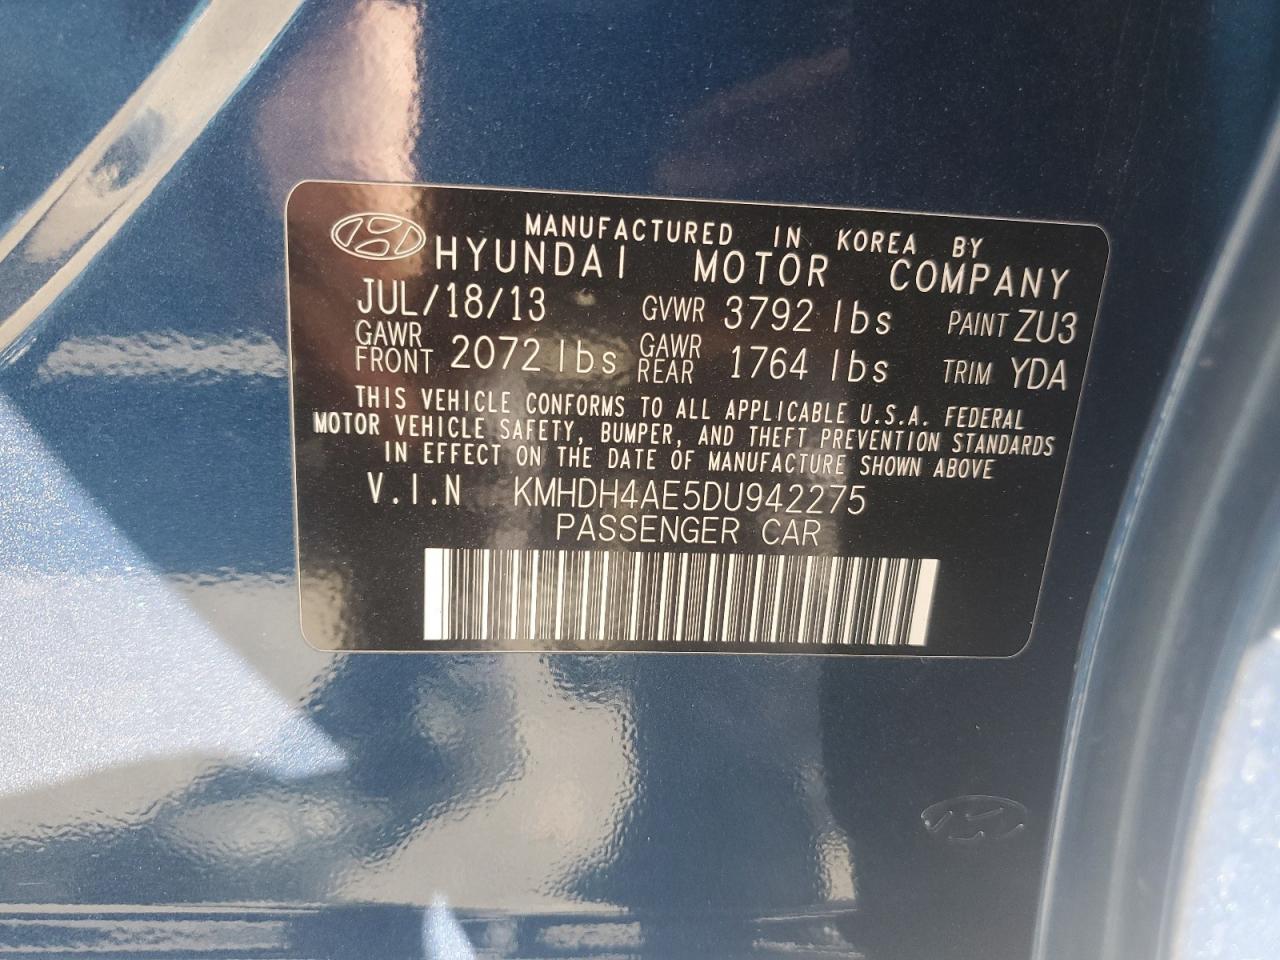 MANUFACTURED IN KOREA BY
HYUNDAI MOTOR COMPANY
JUL/18/13 GVWR 3792 lbs PAINT ZU3
GAWR FRONT 2072 lbs GAWR REAR 1764 lbs TRIM YDA
THIS VEHICLE CONFORMS TO ALL APPLICABLE U.S.A. FEDERAL
MOTOR VEHICLE SAFETY, BUMPER, AND THEFT PREVENTION STANDARDS
IN EFFECT ON THE DATE OF MANUFACTURE SHOWN ABOVE
V.I.N KMHDH4AE5DU942275
PASSENGER CAR